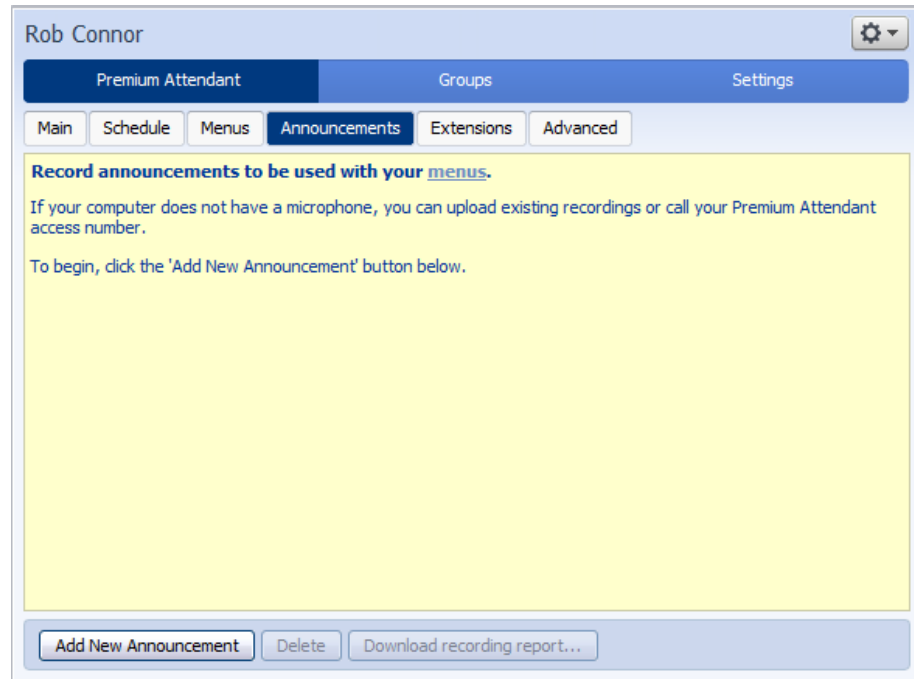 Rob Connor
Premium Attendant Groups Settings
Main Schedule Menus Announcements Extensions Advanced
Record announcements to be used with your menus.
If your computer does not have a microphone, you can upload existing recordings or call your Premium Attendant
access number.
To begin, click the 'Add New Announcement' button below.
Add New Announcement Delete Download recording report...